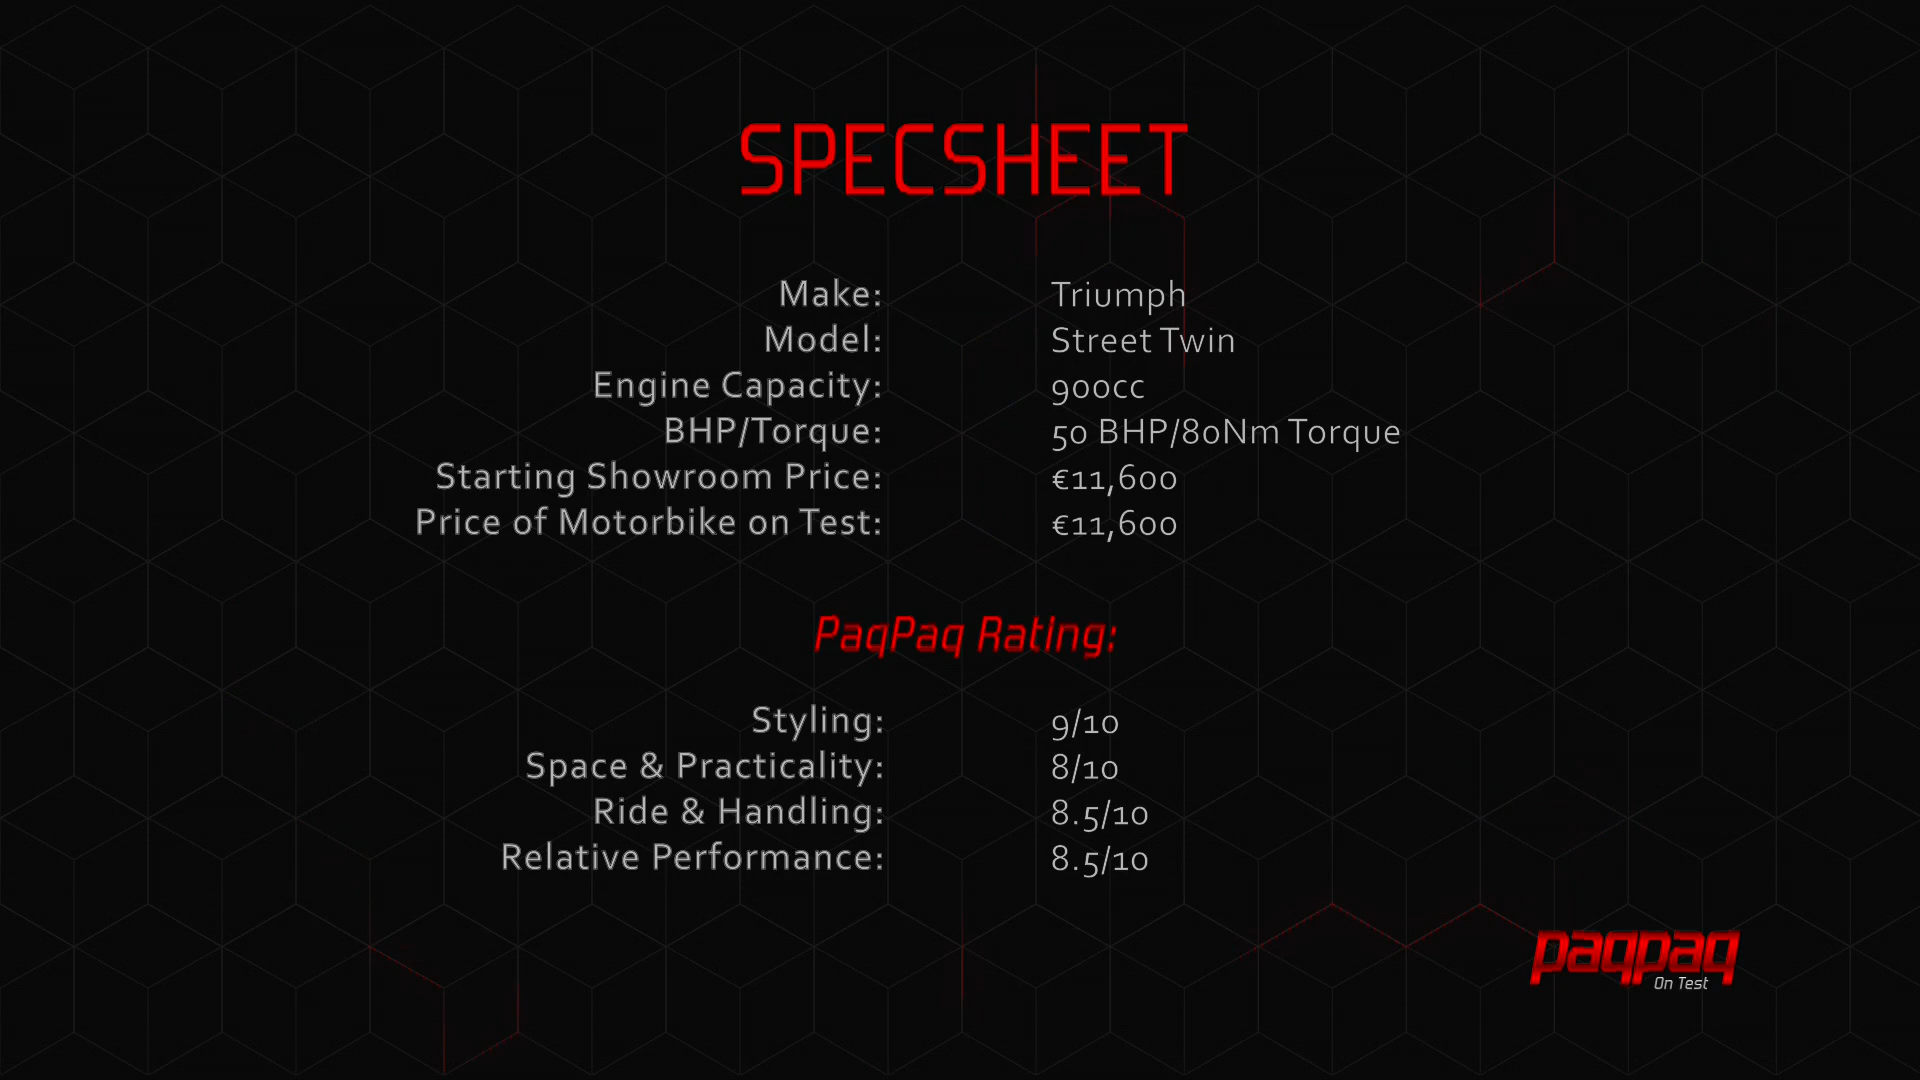 SPECSHEET
Make: Triumph
Model: Street Twin
Engine Capacity: 900cc
BHP/Torque: 50 BHP/80Nm Torque
Starting Showroom Price: €11,600
Price of Motorbike on Test: €11,600
PaqPaq Rating:
Styling: 9/10
Space & Practicality: 8/10
Ride & Handling: 8.5/10
Relative Performance: 8.5/10
paqpaq
On Test